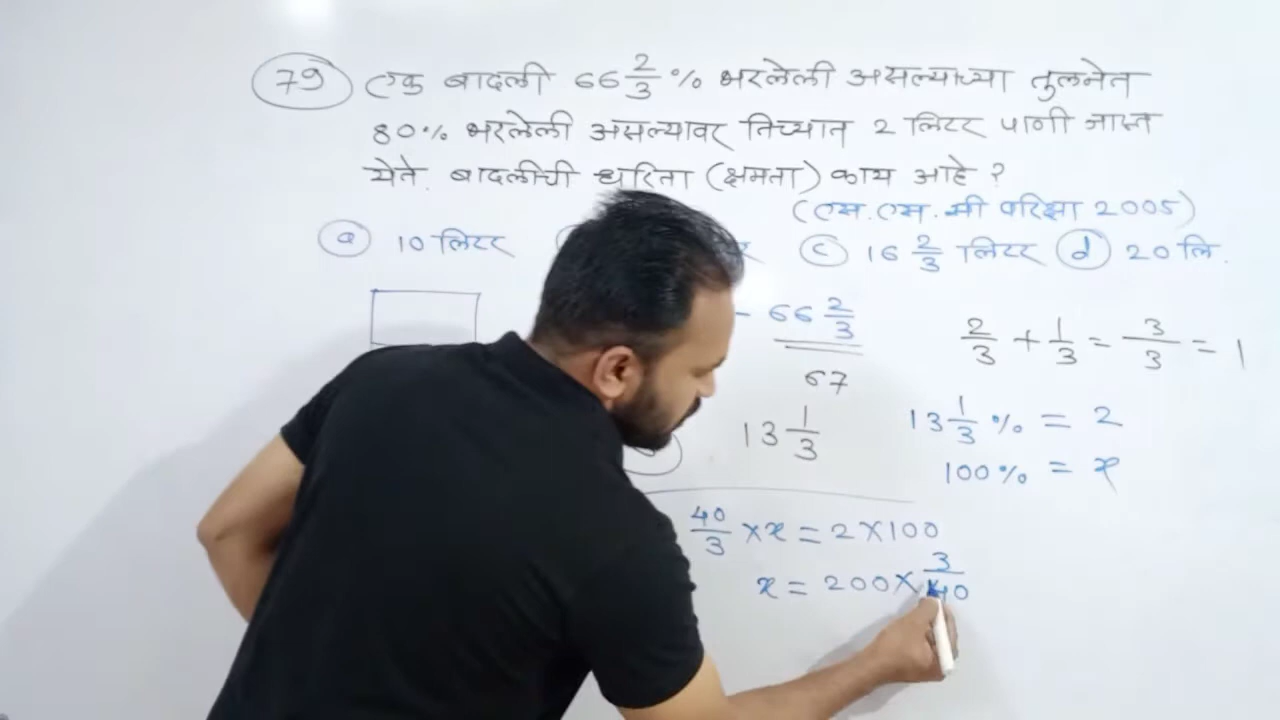 79 एक बादली 66 2/3 % भरलेली असल्याच्या तुलनेत
80% भरलेली असल्यावर तिच्यात 2 लिटर पाणी जास्त
येते. बादलीची धरिता (क्षमता) काय आहे ?
(एस.एस.सी परिक्षा 2005)
a 10 लिटर c 16 2/3 लिटर d 20 लि.
- 66 2/3
67
13 1/3
2/3 + 1/3 = 3/3 = 1
13 1/3 % = 2
100% = x
40/3 × x = 2 × 100
x = 200 × 3/40